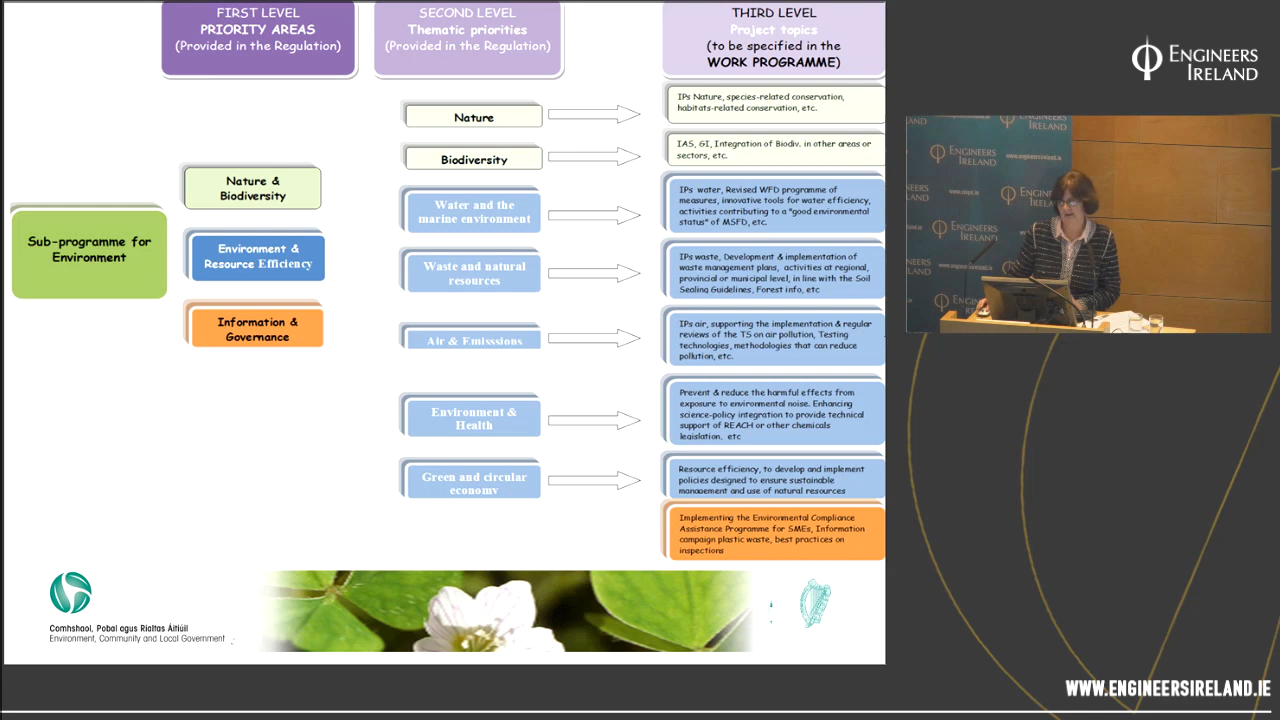 FIRST LEVEL
PRIORITY AREAS
(Provided in the Regulation)
SECOND LEVEL
Thematic priorities
(Provided in the Regulation)
THIRD LEVEL
Project topics
(to be specified in the
WORK PROGRAMME)
Sub-programme for
Environment
Nature &
Biodiversity
Environment &
Resource Efficiency
Information &
Governance
Nature
Biodiversity
Water and the
marine environment
Waste and natural
resources
Air & Emisssions
Environment &
Health
Green and circular
economy
IPs Nature, species-related conservation,
habitats-related conservation, etc.
IAS, GI, Integration of Biodiv. in other areas or
sectors, etc.
IPs water, Revised WFD programme of
measures, innovative tools for water efficiency,
activities contributing to a "good environmental
status" of MSFD, etc.
IPs waste, Development & implementation of
waste management plans, activities at regional,
provincial or municipal level, in line with the Soil
Sealing Guidelines, Forest info, etc
IPs air, supporting the implementation & regular
reviews of the TS on air pollution, Testing
technologies, methodologies that can reduce
pollution, etc.
Prevent & reduce the harmful effects from
exposure to environmental noise. Enhancing
science-policy integration to provide technical
support of REACH or other chemicals
legislation, etc
Resource efficiency, to develop and implement
policies designed to ensure sustainable
management and use of natural resources
Implementing the Environmental Compliance
Assistance Programme for SMEs, Information
campaign plastic waste, best practices on
inspections
Comhshaol, Pobal agus Rialtas Áitiúil
Environment, Community and Local Government
ENGINEERS
IRELAND
ENGINEERS
IRELAND
ENGINEERS
IRELAND
www.engineersireland.ie
WWW.ENGINEERSIRELAND.IE